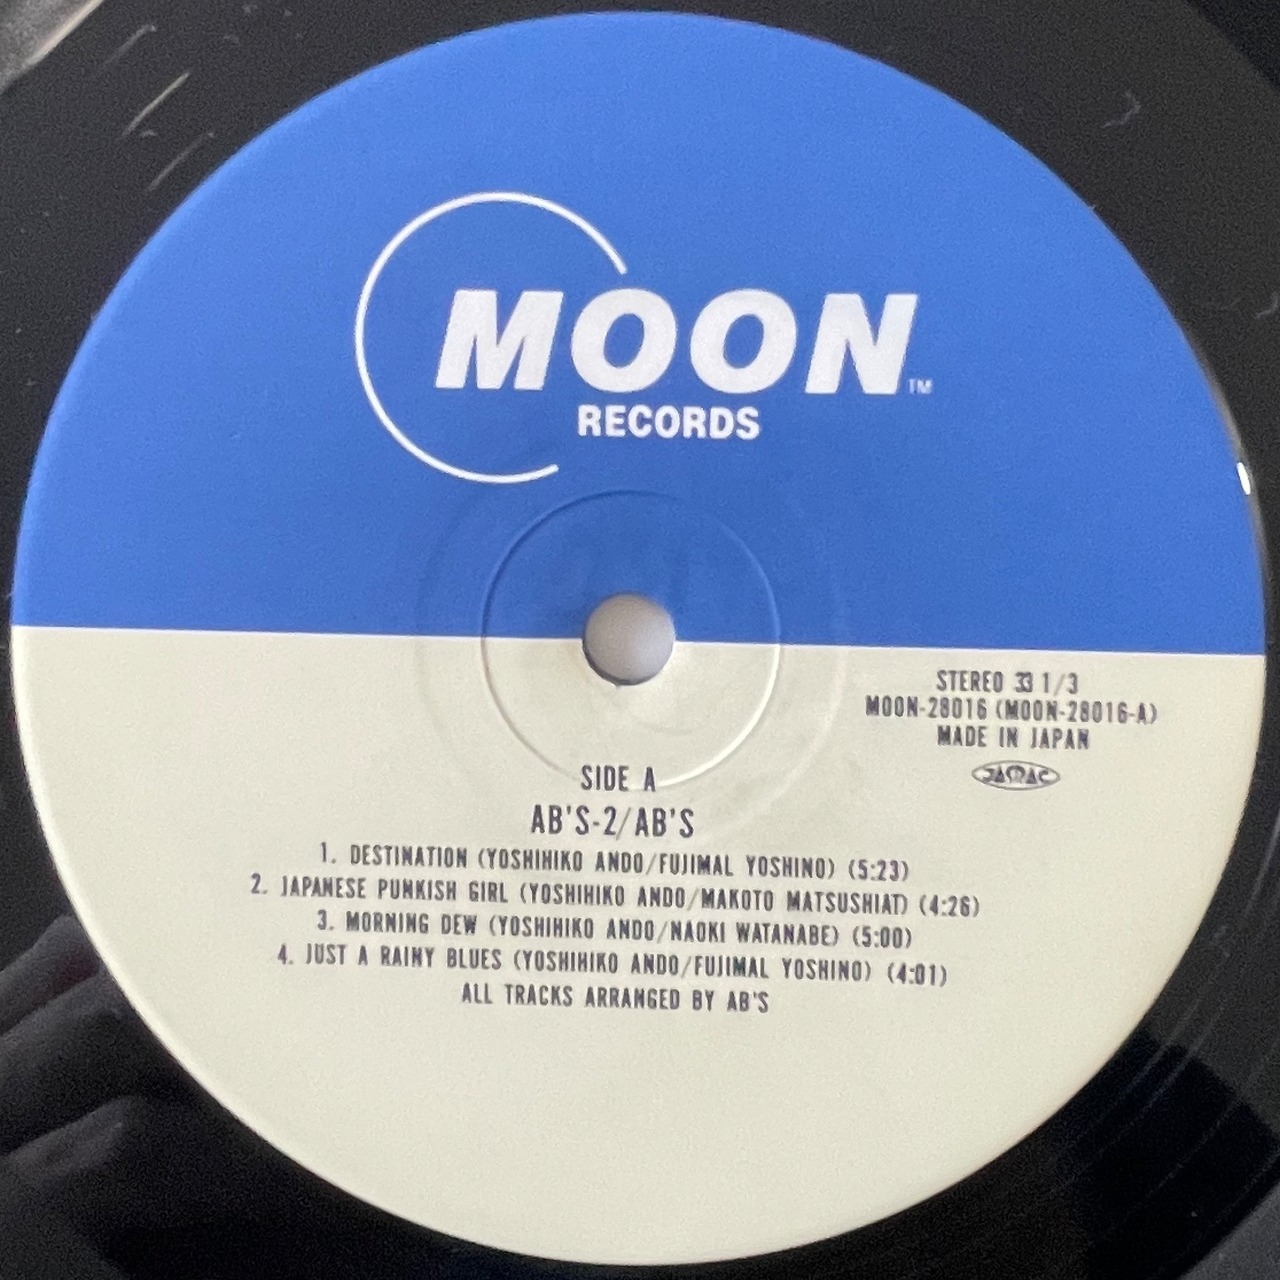 MOON TM
RECORDS
STEREO 33 1/3
MOON-28016 (MOON-28016-A)
MADE IN JAPAN
JASRAC
SIDE A
AB'S-2/AB'S
1. DESTINATION (YOSHIHIKO ANDO/FUJIMAL YOSHINO) (5:23)
2. JAPANESE PUNKISH GIRL (YOSHIHIKO ANDO/MAKOTO MATSUSHIAT) (4:26)
3. MORNING DEW (YOSHIHIKO ANDO/NAOKI WATANABE) (5:00)
4. JUST A RAINY BLUES (YOSHIHIKO ANDO/FUJIMAL YOSHINO) (4:01)
ALL TRACKS ARRANGED BY AB'S